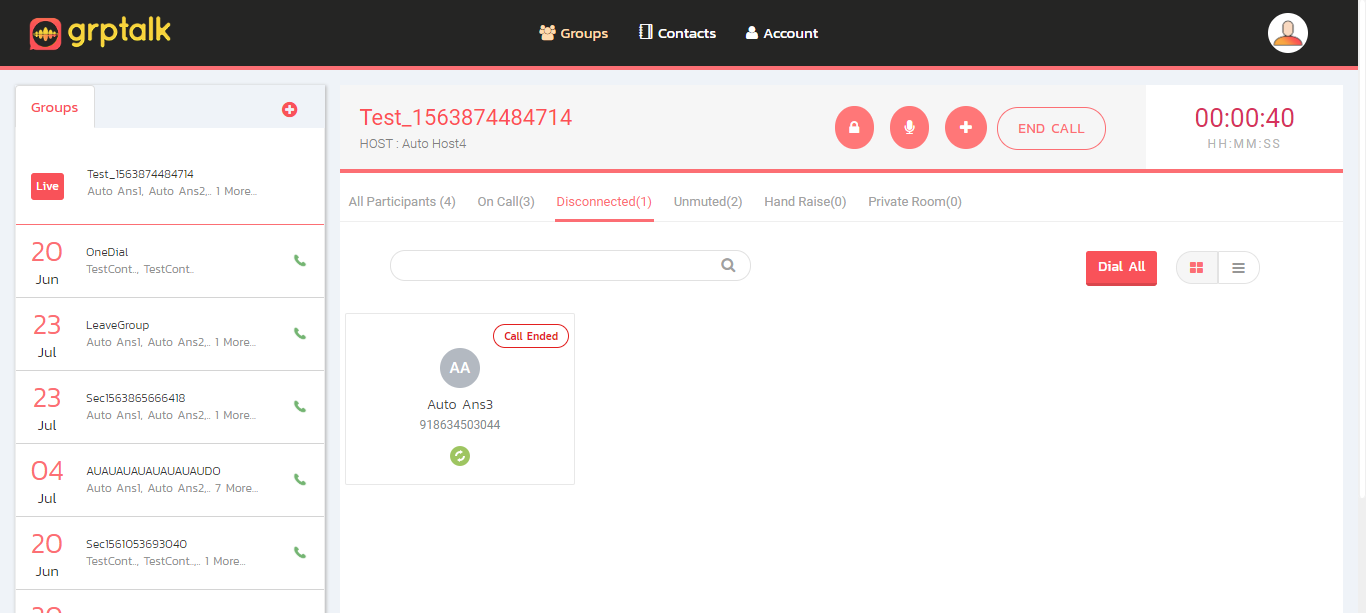 grptalk
Groups
Contacts
Account
Groups
Live
Test_1563874484714
Auto Ans1, Auto Ans2,.. 1 More...
20
Jun
OneDial
TestCont.., TestCont..
23
Jul
LeaveGroup
Auto Ans1, Auto Ans2,.. 1 More...
23
Jul
Sec1563865666418
Auto Ans1, Auto Ans2,.. 1 More...
04
Jul
AUAUAUAUAUAUAUAUDO
Auto Ans1, Auto Ans2,.. 7 More...
20
Jun
Sec1561053693040
TestCont.., TestCont..,.. 1 More...
Test_1563874484714
HOST : Auto Host4
END CALL
00:00:40
HH:MM:SS
All Participants (4)
On Call(3)
Disconnected(1)
Unmuted(2)
Hand Raise(0)
Private Room(0)
Dial All
Call Ended
AA
Auto Ans3
918634503044